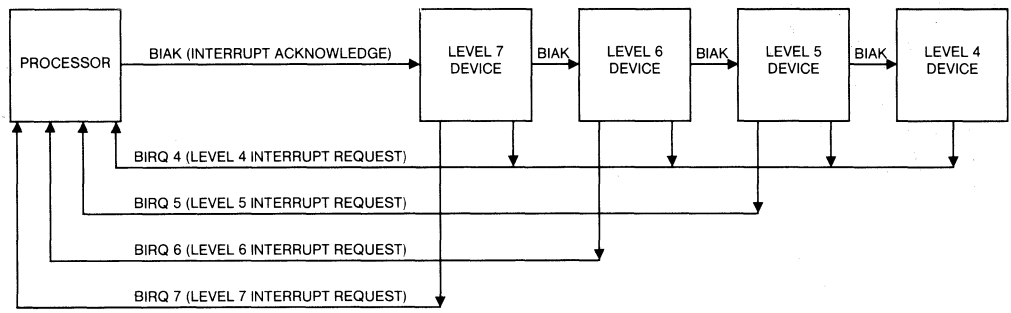 PROCESSOR
BIAK (INTERRUPT ACKNOWLEDGE)
LEVEL 7
DEVICE
BIAK
LEVEL 6
DEVICE
BIAK
LEVEL 5
DEVICE
BIAK
LEVEL 4
DEVICE
BIRQ 4 (LEVEL 4 INTERRUPT REQUEST)
BIRQ 5 (LEVEL 5 INTERRUPT REQUEST)
BIRQ 6 (LEVEL 6 INTERRUPT REQUEST)
BIRQ 7 (LEVEL 7 INTERRUPT REQUEST)